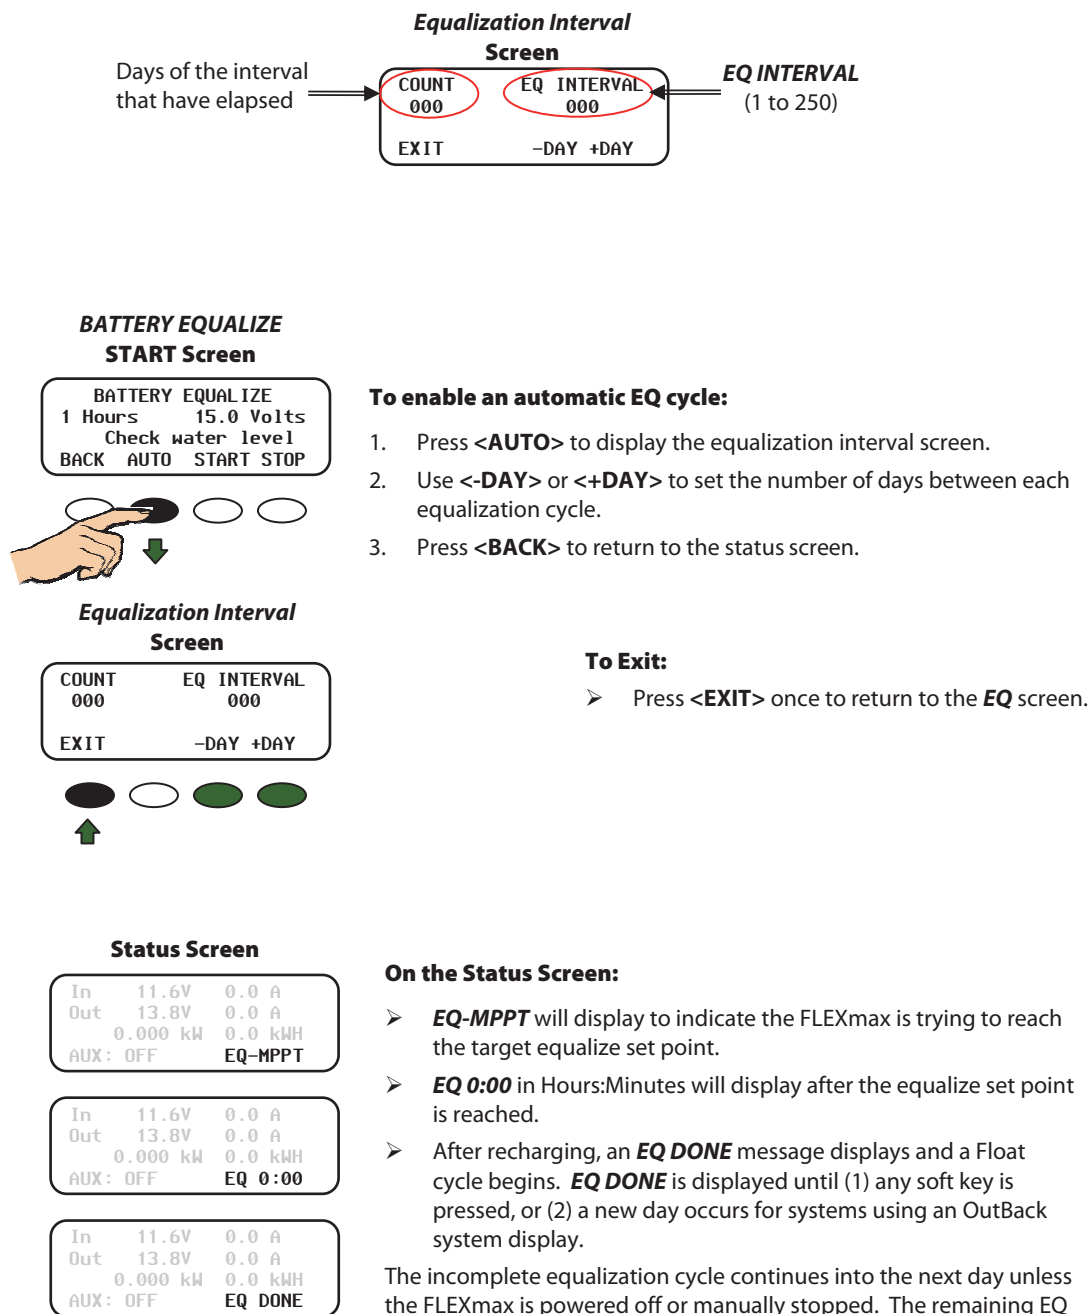 Equalization Interval
Screen
Days of the interval
that have elapsed
COUNT EQ INTERVAL
000 000
EXIT -DAY +DAY
EQ INTERVAL
(1 to 250)
BATTERY EQUALIZE
START Screen
BATTERY EQUALIZE
1 Hours 15.0 Volts
Check water level
BACK AUTO START STOP
To enable an automatic EQ cycle:
1. Press <AUTO> to display the equalization interval screen.
2. Use <-DAY> or <+DAY> to set the number of days between each
equalization cycle.
3. Press <BACK> to return to the status screen.
Equalization Interval
Screen
COUNT EQ INTERVAL
000 000
EXIT -DAY +DAY
To Exit:
➢ Press <EXIT> once to return to the EQ screen.
Status Screen
In 11.6V 0.0 A
Out 13.8V 0.0 A
0.000 kW 0.0 kWH
AUX: OFF EQ-MPPT
In 11.6V 0.0 A
Out 13.8V 0.0 A
0.000 kW 0.0 kWH
AUX: OFF EQ 0:00
In 11.6V 0.0 A
Out 13.8V 0.0 A
0.000 kW 0.0 kWH
AUX: OFF EQ DONE
On the Status Screen:
➢ EQ-MPPT will display to indicate the FLEXmax is trying to reach
the target equalize set point.
➢ EQ 0:00 in Hours:Minutes will display after the equalize set point
is reached.
➢ After recharging, an EQ DONE message displays and a Float
cycle begins. EQ DONE is displayed until (1) any soft key is
pressed, or (2) a new day occurs for systems using an OutBack
system display.
The incomplete equalization cycle continues into the next day unless
the FLEXmax is powered off or manually stopped. The remaining EQ